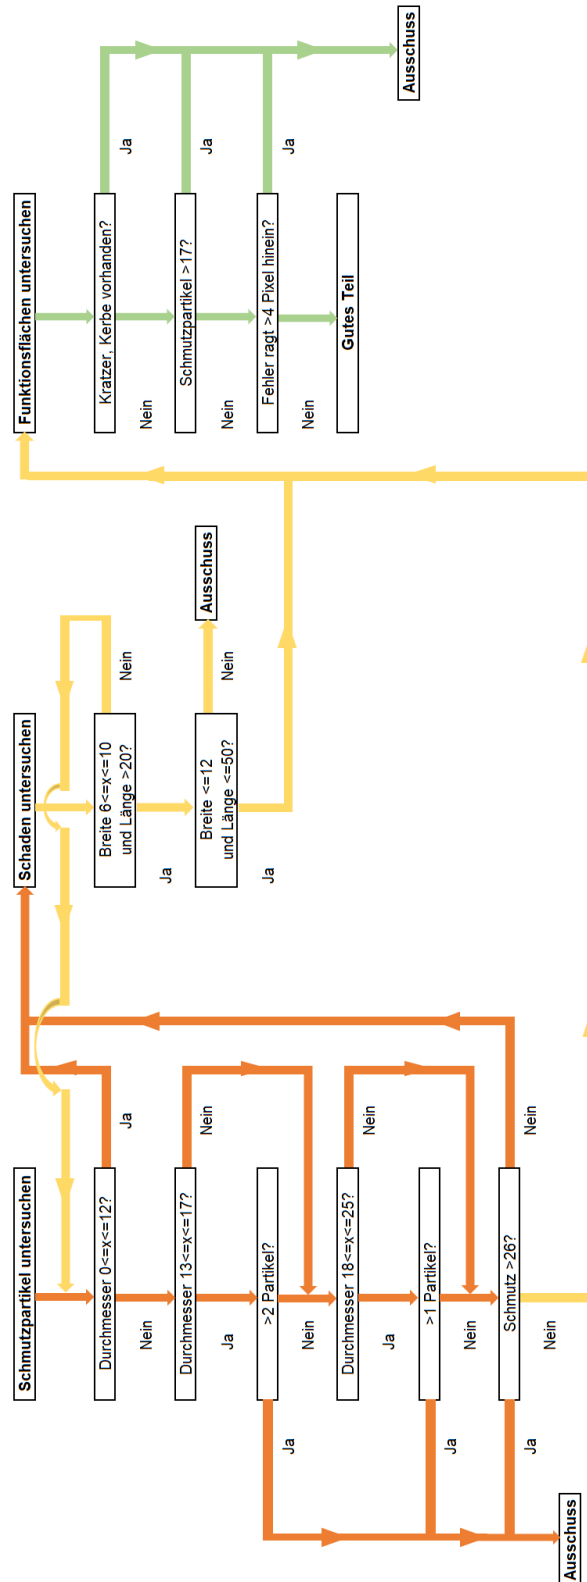 Schmutzpartikel untersuchen
Durchmesser 0<=x<=12?
Ja
Nein
Durchmesser 13<=x<=17?
Nein
Ja
>2 Partikel?
Ja
Nein
Durchmesser 18<=x<=25?
Nein
Ja
>1 Partikel?
Ja
Nein
Schmutz >26?
Ja
Nein
Nein
Ausschuss
Schaden untersuchen
Breite 6<=x<=10
und Länge >20?
Nein
Ja
Breite <=12
und Länge <=50?
Nein
Ja
Ausschuss
Funktionsflächen untersuchen
Kratzer, Kerbe vorhanden?
Ja
Nein
Schmutzpartikel >17?
Ja
Nein
Fehler ragt >4 Pixel hinein?
Ja
Nein
Gutes Teil
Ausschuss